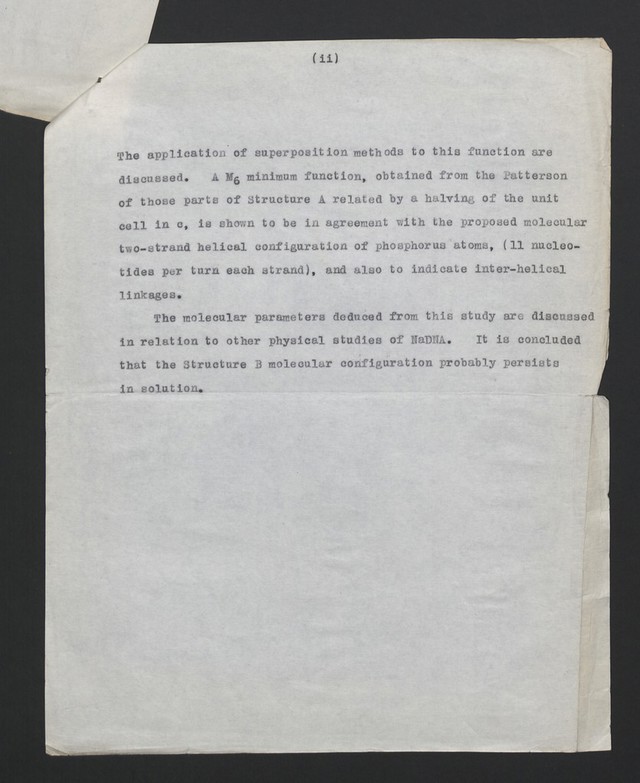 (ii)
The application of superposition methods to this function are
discussed. A M₆ minimum function, obtained from the Patterson
of those parts of Structure A related by a halving of the unit
cell in c, is shown to be in agreement with the proposed molecular
two-strand helical configuration of phosphorus atoms, (11 nucleo-
tides per turn each strand), and also to indicate inter-helical
linkages.
The molecular parameters deduced from this study are discussed
in relation to other physical studies of NaDNA. It is concluded
that the Structure B molecular configuration probably persists
in solution.